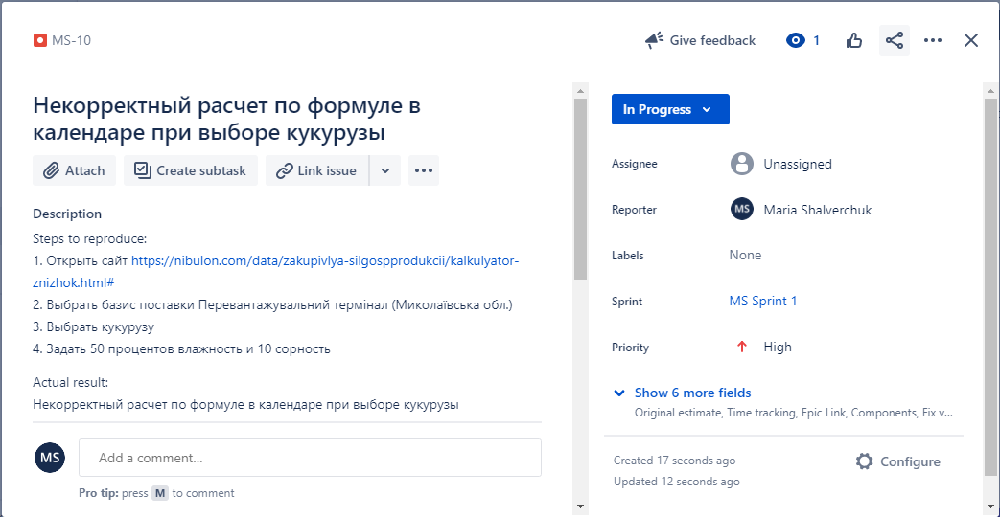 MS-10
Give feedback
1
Некорректный расчет по формуле в
календаре при выборе кукурузы
Attach
Create subtask
Link issue
Description
Steps to reproduce:
1. Открыть сайт https://nibulon.com/data/zakupivlya-silgospprodukcii/kalkulyator-
znizhok.html#
2. Выбрать базис поставки Перевантажувальний термінал (Миколаївська обл.)
3. Выбрать кукурузу
4. Задать 50 процентов влажность и 10 сорность
Actual result:
Некорректный расчет по формуле в календаре при выборе кукурузы
MS
Add a comment…
Pro tip: press M to comment
In Progress
Assignee
Unassigned
Reporter
MS
Maria Shalverchuk
Labels
None
Sprint
MS Sprint 1
Priority
High
Show 6 more fields
Original estimate, Time tracking, Epic Link, Components, Fix v...
Created 17 seconds ago
Configure
Updated 12 seconds ago